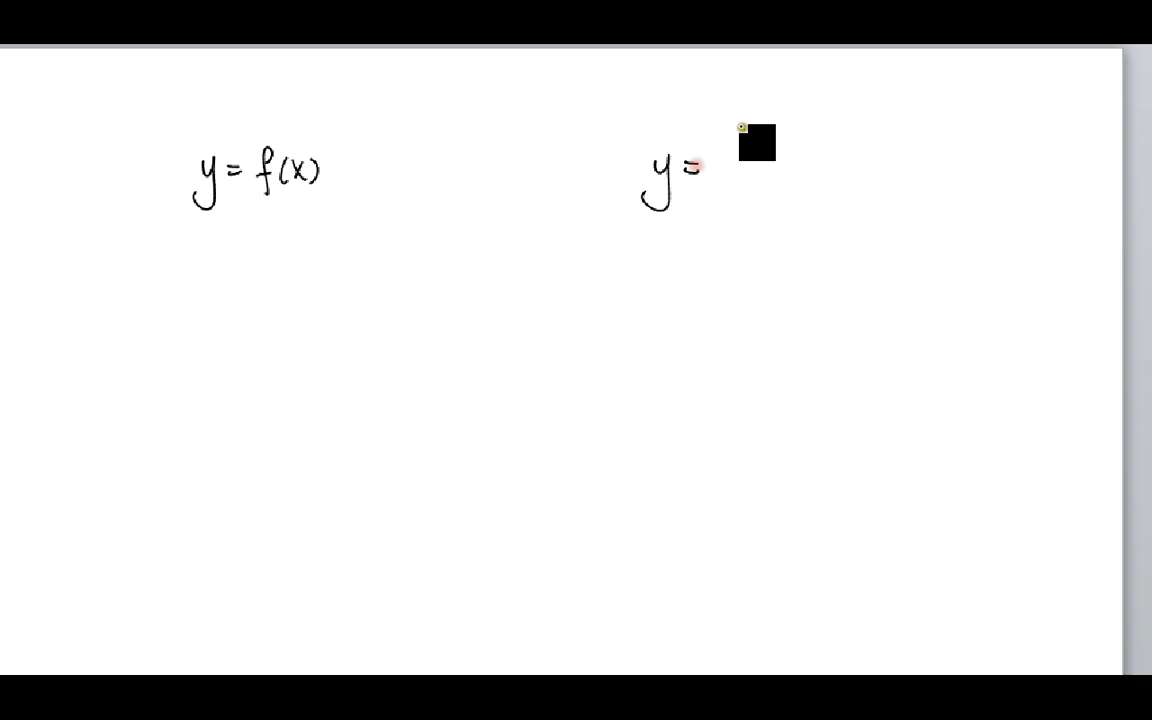 y = f(x) y =